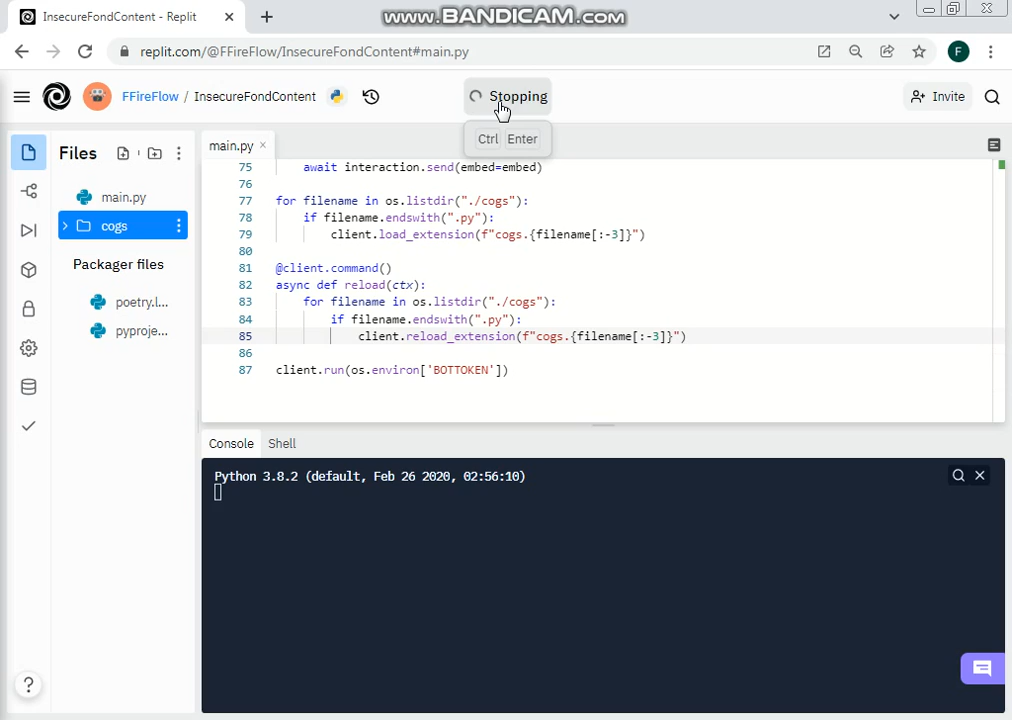 InsecureFondContent - Replit
www.BANDICAM.com
replit.com/@FFireFlow/InsecureFondContent#main.py
F
FFireFlow / InsecureFondContent
Stopping
Invite
Ctrl Enter
Files
main.py
cogs
Packager files
poetry.l...
pyproje...
main.py
75 await interaction.send(embed=embed)
76
77 for filename in os.listdir("./cogs"):
78 if filename.endswith(".py"):
79 client.load_extension(f"cogs.{filename[:-3]}")
80
81 @client.command()
82 async def reload(ctx):
83 for filename in os.listdir("./cogs"):
84 if filename.endswith(".py"):
85 client.reload_extension(f"cogs.{filename[:-3]}")
86
87 client.run(os.environ['BOTTOKEN'])
Console Shell
Python 3.8.2 (default, Feb 26 2020, 02:56:10)